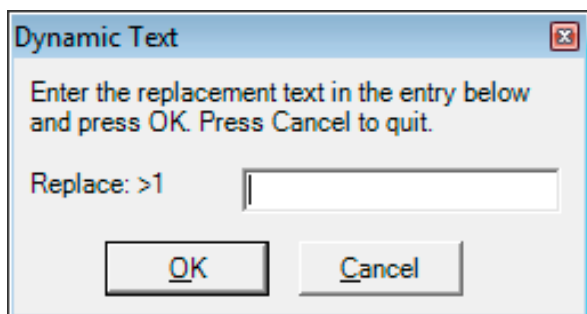 Dynamic Text
Enter the replacement text in the entry below
and press OK. Press Cancel to quit.
Replace: >1
OK Cancel